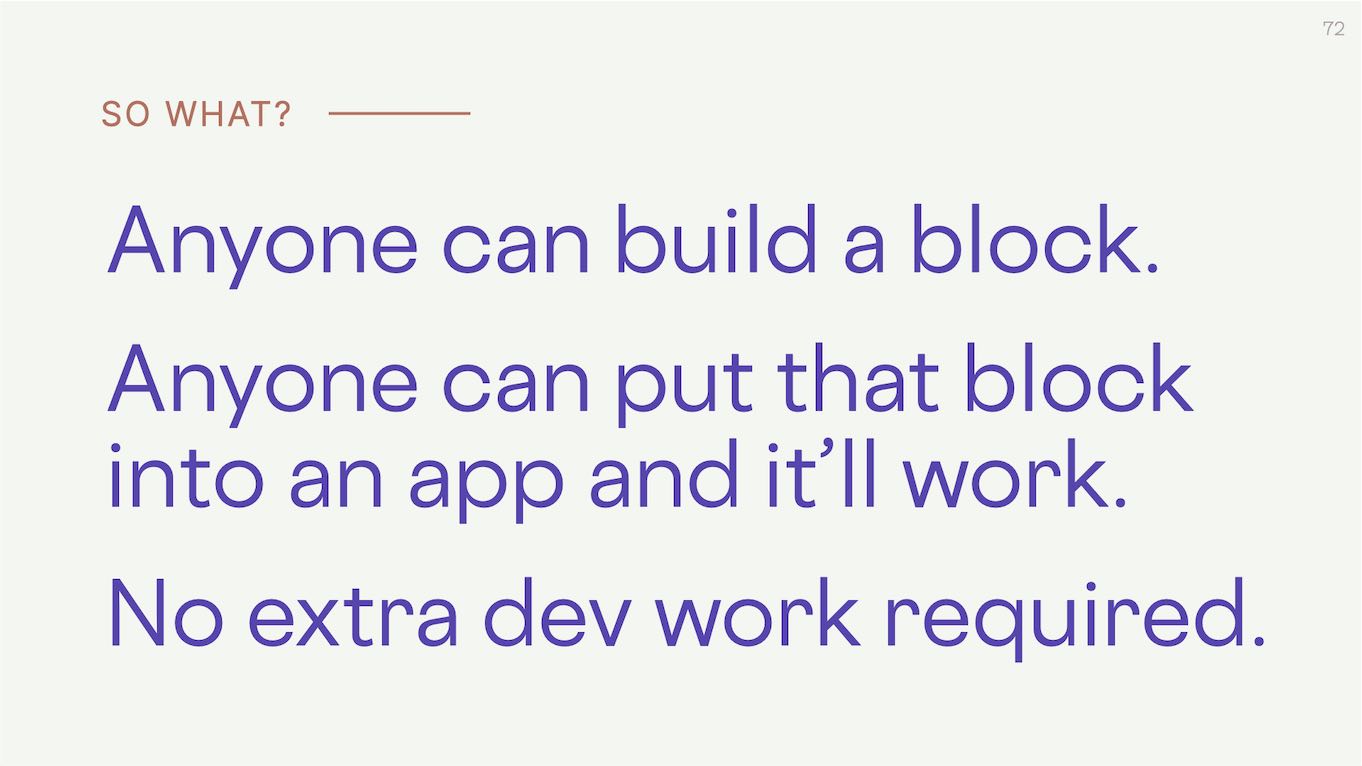 72
SO WHAT?
Anyone can build a block.
Anyone can put that block
into an app and it’ll work.
No extra dev work required.